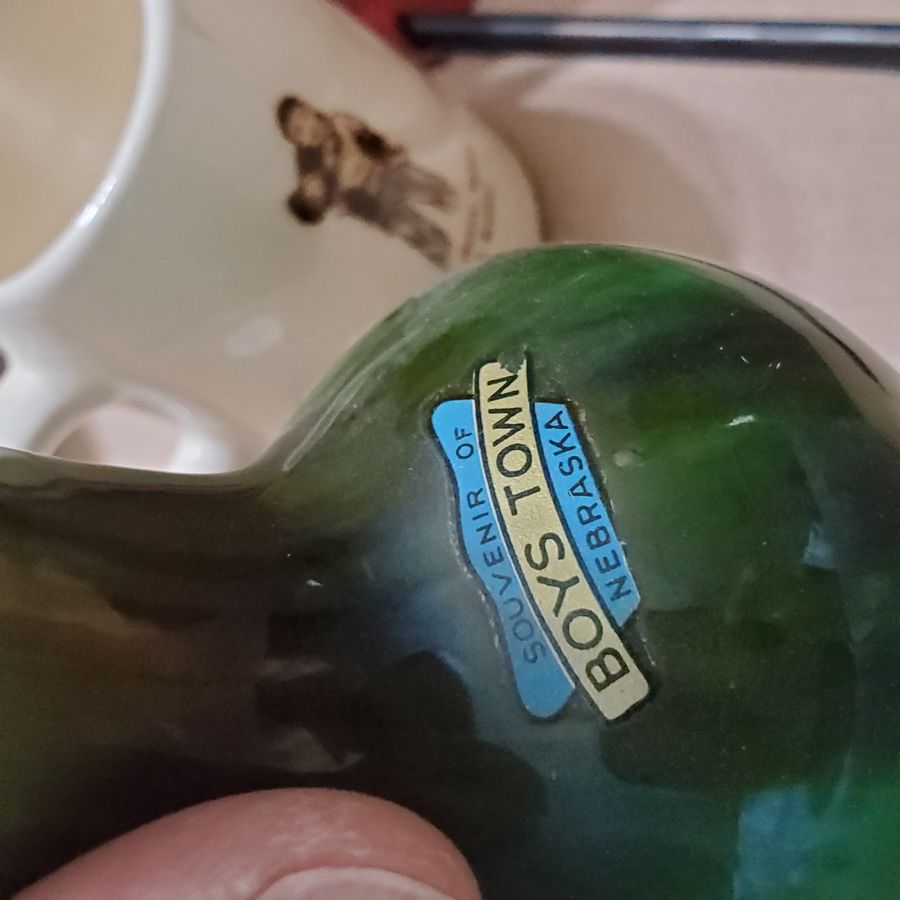 SOUVENIR OF
BOYS TOWN
NEBRASKA